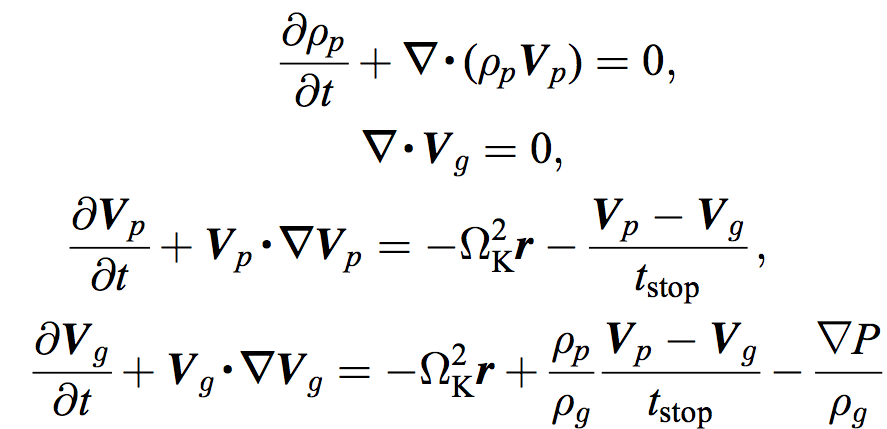 ∂ρ_p/∂t + ∇·(ρ_p V_p) = 0,
∇·V_g = 0,
∂V_p/∂t + V_p·∇V_p = −Ω_K^2 r − (V_p − V_g)/t_stop,
∂V_g/∂t + V_g·∇V_g = −Ω_K^2 r + (ρ_p/ρ_g) (V_p − V_g)/t_stop − ∇P/ρ_g